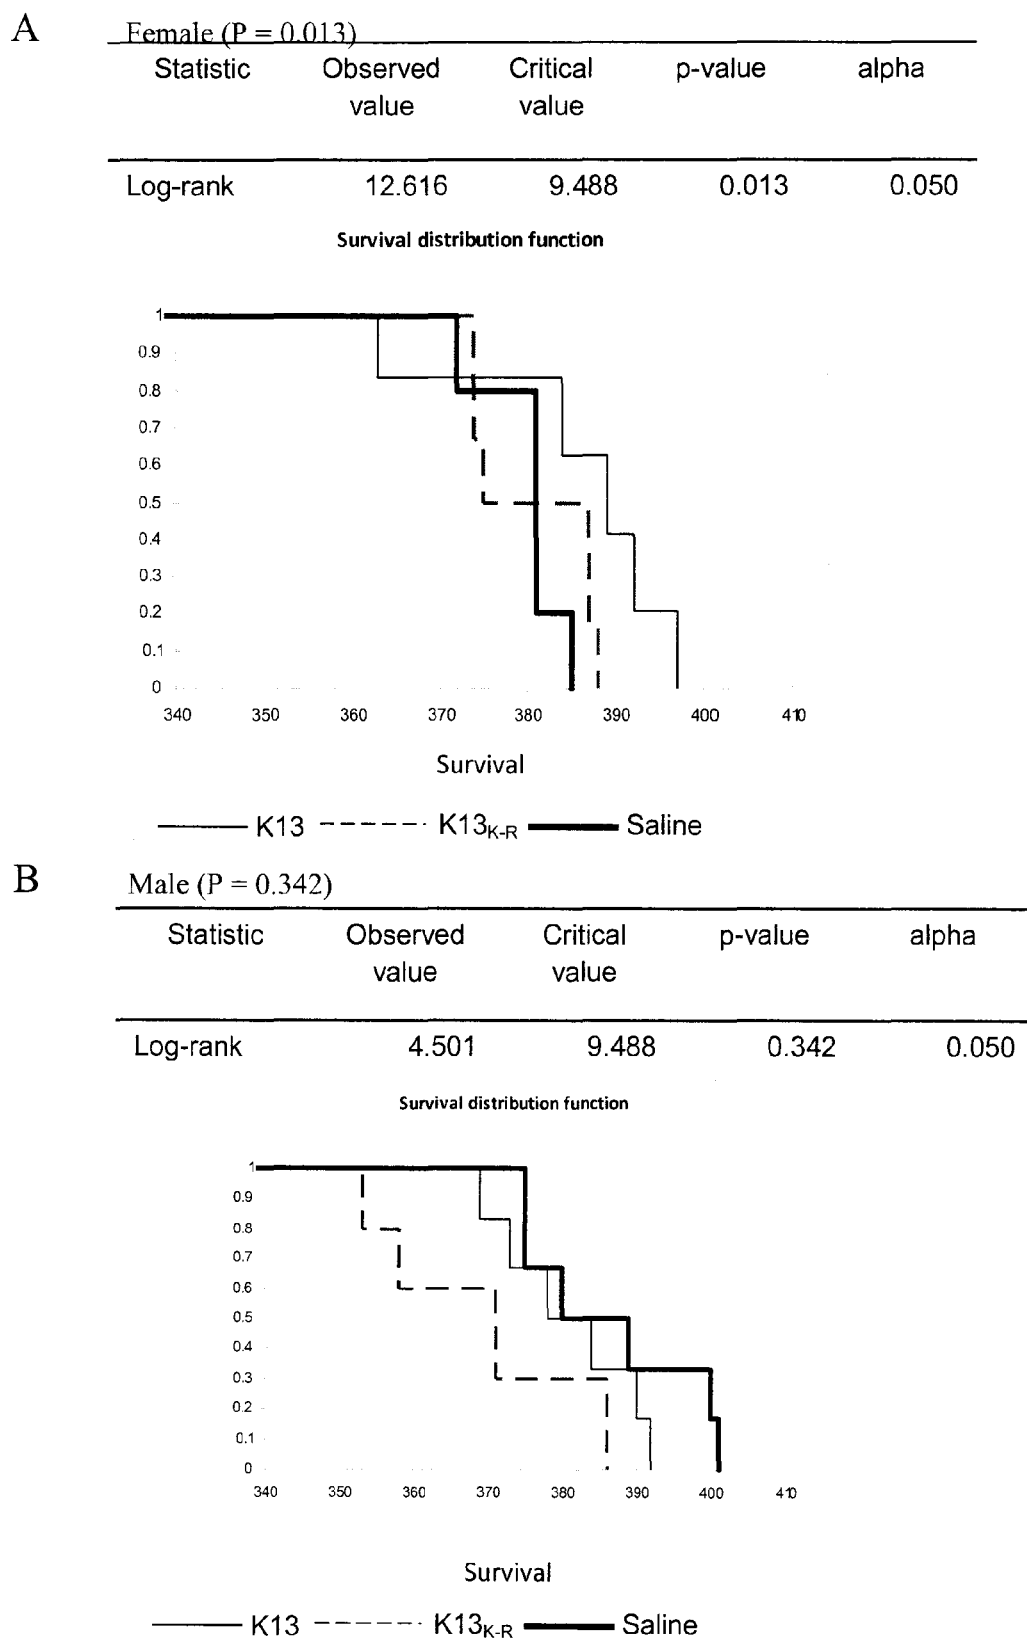 A
Female (P = 0.013)
Statistic Observed value Critical value p-value alpha
Log-rank 12.616 9.488 0.013 0.050
Survival distribution function
1
0.9
0.8
0.7
0.6
0.5
0.4
0.3
0.2
0.1
0
340 350 360 370 380 390 400 410
Survival
K13 K13K-R Saline
B
Male (P = 0.342)
Statistic Observed value Critical value p-value alpha
Log-rank 4.501 9.488 0.342 0.050
Survival distribution function
1
0.9
0.8
0.7
0.6
0.5
0.4
0.3
0.2
0.1
0
340 350 360 370 380 390 400 410
Survival
K13 K13K-R Saline